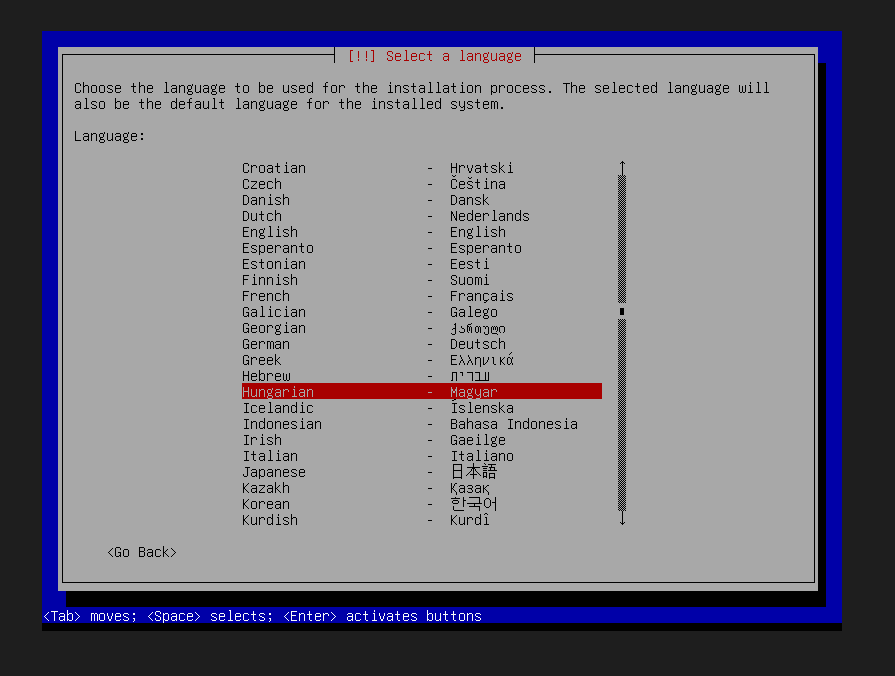 [!!] Select a language
Choose the language to be used for the installation process. The selected language will
also be the default language for the installed system.
Language:
Croatian - Hrvatski
Czech - Čeština
Danish - Dansk
Dutch - Nederlands
English - English
Esperanto - Esperanto
Estonian - Eesti
Finnish - Suomi
French - Français
Galician - Galego
Georgian - ქართული
German - Deutsch
Greek - Ελληνικά
Hebrew - עברית
Hungarian - Magyar
Icelandic - Íslenska
Indonesian - Bahasa Indonesia
Irish - Gaeilge
Italian - Italiano
Japanese - 日本語
Kazakh - Қазақ
Korean - 한국어
Kurdish - Kurdî
<Go Back>
<Tab> moves; <Space> selects; <Enter> activates buttons